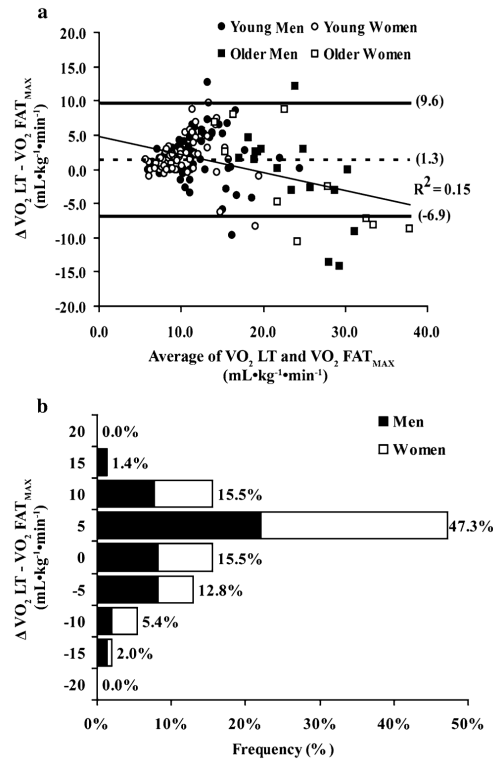 a
● Young Men ○ Young Women
■ Older Men □ Older Women
20.0
15.0
10.0
5.0
0.0
-5.0
-10.0
-15.0
-20.0
Δ VO2 LT - VO2 FATMAX
(mL•kg-1•min-1)
(9.6)
(1.3)
R2 = 0.15
(-6.9)
0.0 10.0 20.0 30.0 40.0
Average of VO2 LT and VO2 FATMAX
(mL•kg-1•min-1)
b
■ Men
□ Women
Δ VO2 LT - VO2 FATMAX
(mL•kg-1•min-1)
20 0.0%
15 1.4%
10 15.5%
5 47.3%
0 15.5%
-5 12.8%
-10 5.4%
-15 2.0%
-20 0.0%
0% 10% 20% 30% 40% 50%
Frequency (%)